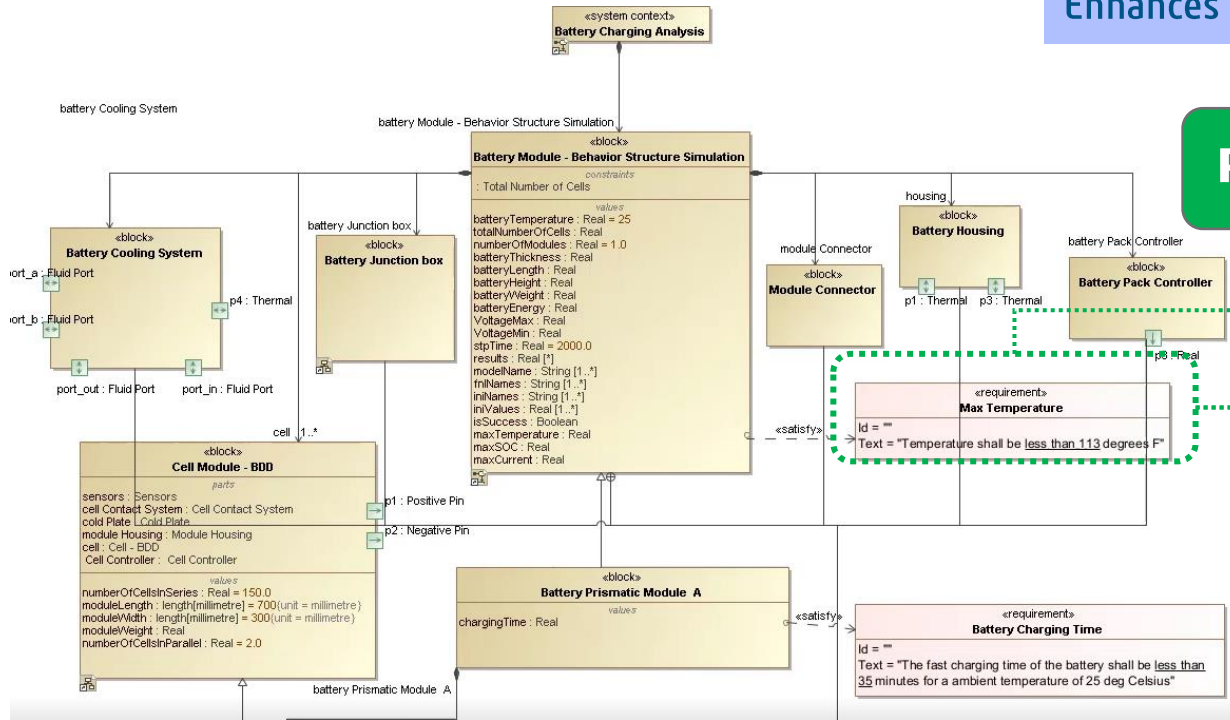 Enhances
«system context»
Battery Charging Analysis
battery Cooling System
battery Module - Behavior Structure Simulation
«block»
Battery Module - Behavior Structure Simulation
constraints
: Total Number of Cells
values
batteryTemperature : Real = 25
totalNumberOfCells : Real
numberOfModules : Real = 1.0
batteryThickness : Real
batteryLength : Real
batteryHeight : Real
batteryWeight : Real
batteryEnergy : Real
VoltageMax : Real
VoltageMin : Real
stpTime : Real = 2000.0
results : Real [*]
modelName : String [1..*]
fnlNames : String [1..*]
iniNames : String [1..*]
iniValues : Real [1..*]
isSuccess : Boolean
maxTemperature : Real
maxSOC : Real
maxCurrent : Real
«block»
Battery Cooling System
ort_a : Fluid Port
ort_b : Fluid Port
p4 : Thermal
port_out : Fluid Port
port_in : Fluid Port
battery Junction box
«block»
Battery Junction box
module Connector
«block»
Module Connector
housing
«block»
Battery Housing
p1 : Thermal
p3 : Thermal
battery Pack Controller
«block»
Battery Pack Controller
: Real
«satisfy»
«requirement»
Max Temperature
Id = ""
Text = "Temperature shall be less than 113 degrees F"
cell 1..*
«block»
Cell Module - BDD
parts
sensors : Sensors
cell Contact System : Cell Contact System
cold Plate : Cold Plate
module Housing : Module Housing
cell : Cell - BDD
Cell Controller : Cell Controller
values
numberOfCellsInSeries : Real = 150.0
moduleLength : length[millimetre] = 700{unit = millimetre}
moduleWidth : length[millimetre] = 300{unit = millimetre}
moduleWeight : Real
numberOfCellsInParallel : Real = 2.0
p1 : Positive Pin
p2 : Negative Pin
«block»
Battery Prismatic Module A
values
chargingTime : Real
«satisfy»
«requirement»
Battery Charging Time
Id = ""
Text = "The fast charging time of the battery shall be less than
35 minutes for a ambient temperature of 25 deg Celsius"
battery Prismatic Module A